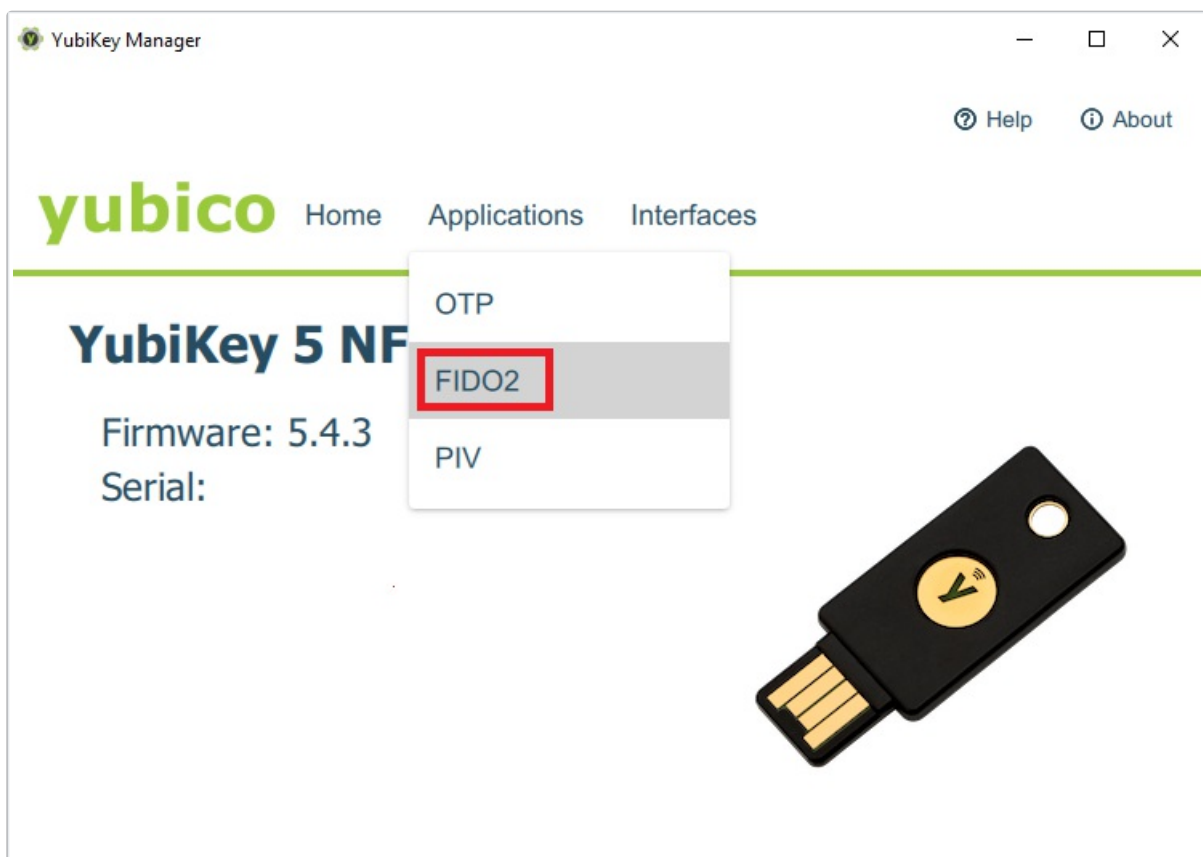 YubiKey Manager
Help About
yubico Home Applications Interfaces
OTP
YubiKey 5 NF
FIDO2
Firmware: 5.4.3
PIV
Serial: